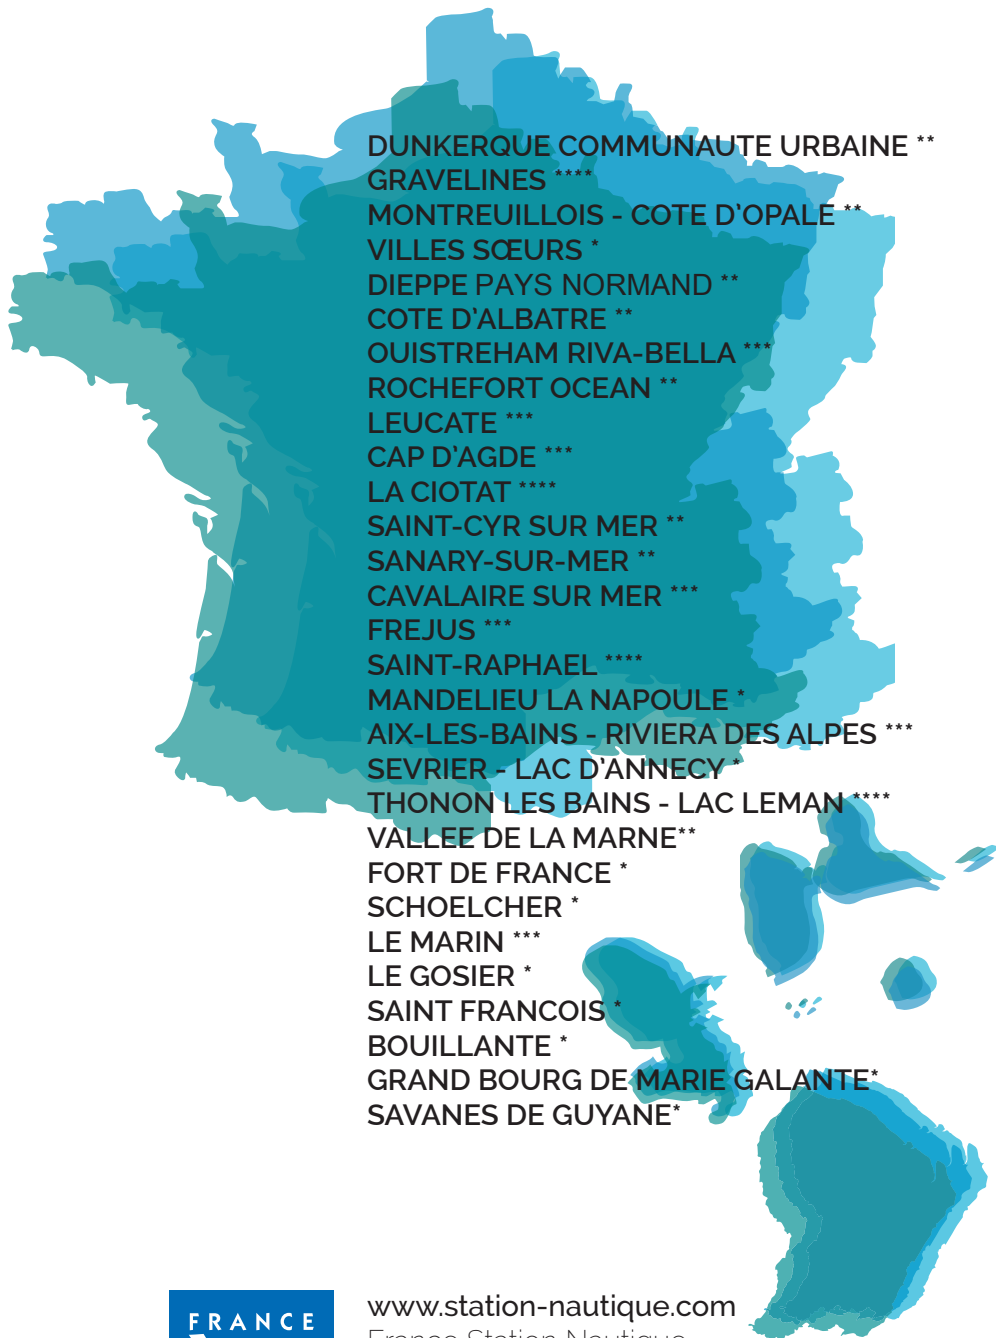 DUNKERQUE COMMUNAUTE URBAINE **
GRAVELINES ****
MONTREUILLOIS - COTE D'OPALE **
VILLES SŒURS *
DIEPPE PAYS NORMAND **
COTE D'ALBATRE **
OUISTREHAM RIVA-BELLA ***
ROCHEFORT OCEAN **
LEUCATE ***
CAP D'AGDE ***
LA CIOTAT ****
SAINT-CYR SUR MER **
SANARY-SUR-MER **
CAVALAIRE SUR MER ***
FREJUS ***
SAINT-RAPHAEL ****
MANDELIEU LA NAPOULE *
AIX-LES-BAINS - RIVIERA DES ALPES ***
SEVRIER - LAC D'ANNECY *
THONON LES BAINS - LAC LEMAN ****
VALLEE DE LA MARNE**
FORT DE FRANCE *
SCHOELCHER *
LE MARIN ***
LE GOSIER *
SAINT FRANCOIS *
BOUILLANTE *
GRAND BOURG DE MARIE GALANTE*
SAVANES DE GUYANE*
FRANCE
www.station-nautique.com
France Station Nautique